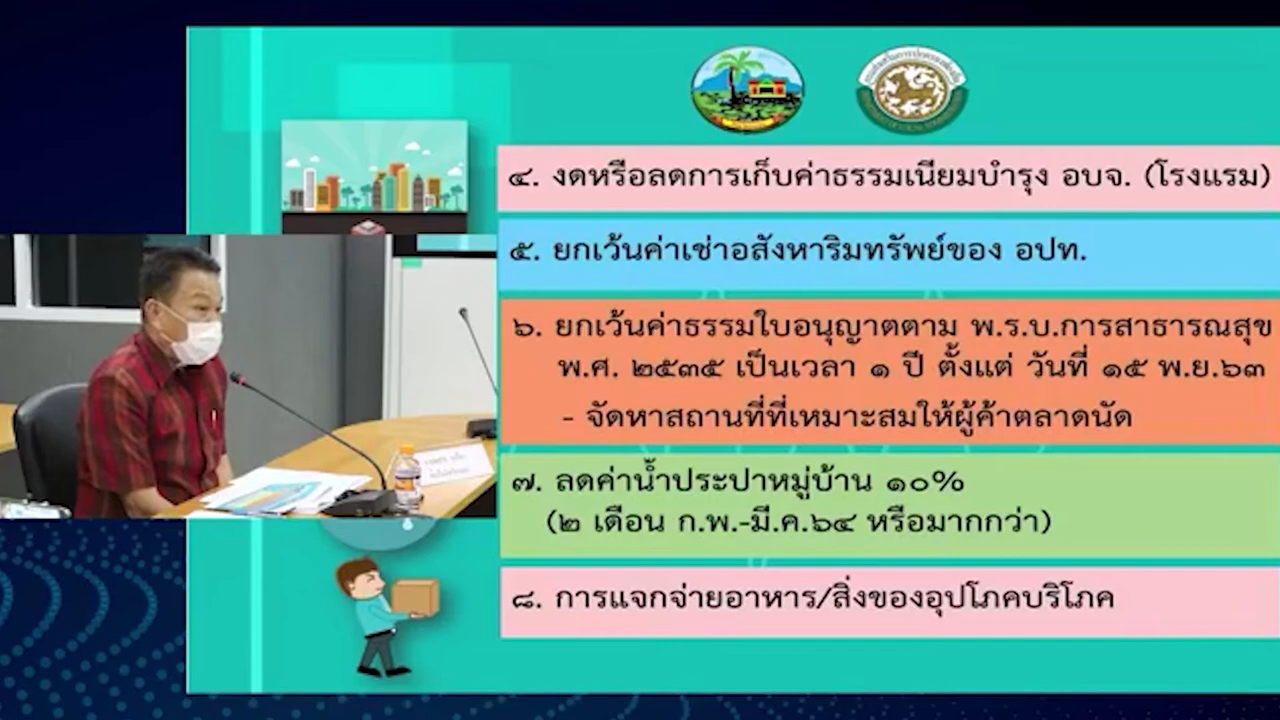 ๔. งดหรือลดการเก็บค่าธรรมเนียมบำรุง อบจ. (โรงแรม)
๕. ยกเว้นค่าเช่าอสังหาริมทรัพย์ของ อปท.
๖. ยกเว้นค่าธรรมใบอนุญาตตาม พ.ร.บ.การสาธารณสุข
พ.ศ. ๒๕๓๕ เป็นเวลา ๑ ปี ตั้งแต่ วันที่ ๑๕ พ.ย.๖๓
- จัดหาสถานที่ที่เหมาะสมให้ผู้ค้าตลาดนัด
๗. ลดค่าน้ำประปาหมู่บ้าน ๑๐%
(๒ เดือน ก.พ.-มี.ค.๖๔ หรือมากกว่า)
๘. การแจกจ่ายอาหาร/สิ่งของอุปโภคบริโภค